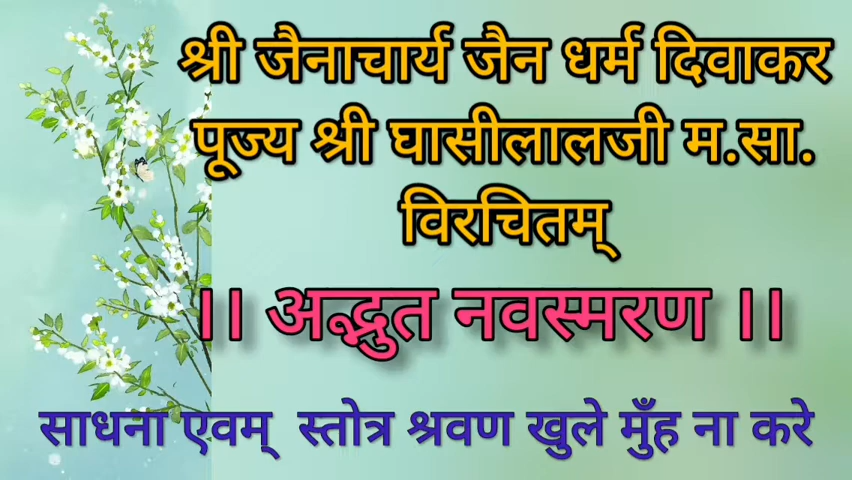 श्री जैनाचार्य जैन धर्म दिवाकर
पूज्य श्री घासीलालजी म.सा.
विरचितम्
।। अद्भुत नवस्मरण ।।
साधना एवम् स्तोत्र श्रवण खुले मुँह ना करे